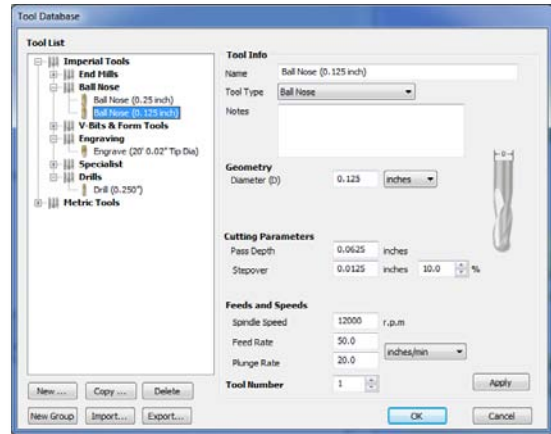 Tool Database
Tool List
Imperial Tools
End Mills
Ball Nose
Ball Nose (0.25 inch)
Ball Nose (0.125 inch)
V-Bits & Form Tools
Engraving
Engrave (20° 0.02" Tip Dia)
Specialist
Drills
Drill (0.250")
Metric Tools
New ...
Copy ...
Delete
New Group
Import...
Export...
Tool Info
Name Ball Nose (0.125 inch)
Tool Type Ball Nose
Notes
Geometry
Diameter (D) 0.125 inches
D
Cutting Parameters
Pass Depth 0.0625 inches
Stepover 0.0125 inches 10.0 %
Feeds and Speeds
Spindle Speed 12000 r.p.m
Feed Rate 50.0
inches/min
Plunge Rate 20.0
Tool Number 1
Apply
OK
Cancel